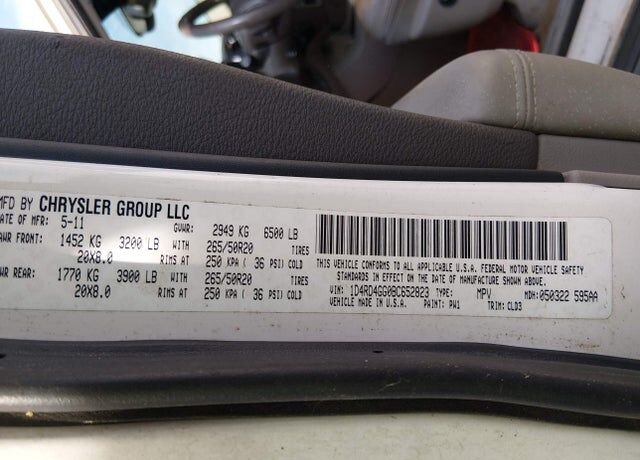 MFD BY CHRYSLER GROUP LLC
DATE OF MFR: 5-11 GVWR: 2949 KG 6500 LB
GAWR FRONT: 1452 KG 3200 LB WITH 265/50R20 TIRES
20X8.0 RIMS AT 250 KPA ( 36 PSI) COLD
GAWR REAR: 1770 KG 3900 LB WITH 265/50R20 TIRES
20X8.0 RIMS AT 250 KPA ( 36 PSI) COLD
THIS VEHICLE CONFORMS TO ALL APPLICABLE U.S.A. FEDERAL MOTOR VEHICLE SAFETY
STANDARDS IN EFFECT ON THE DATE OF MANUFACTURE SHOWN ABOVE.
VIN: 1D4RD4GG0BC652823 TYPE: MPV MDH: 050322 595AA
VEHICLE MADE IN U.S.A. PAINT: PW1 TRIM: CLD3